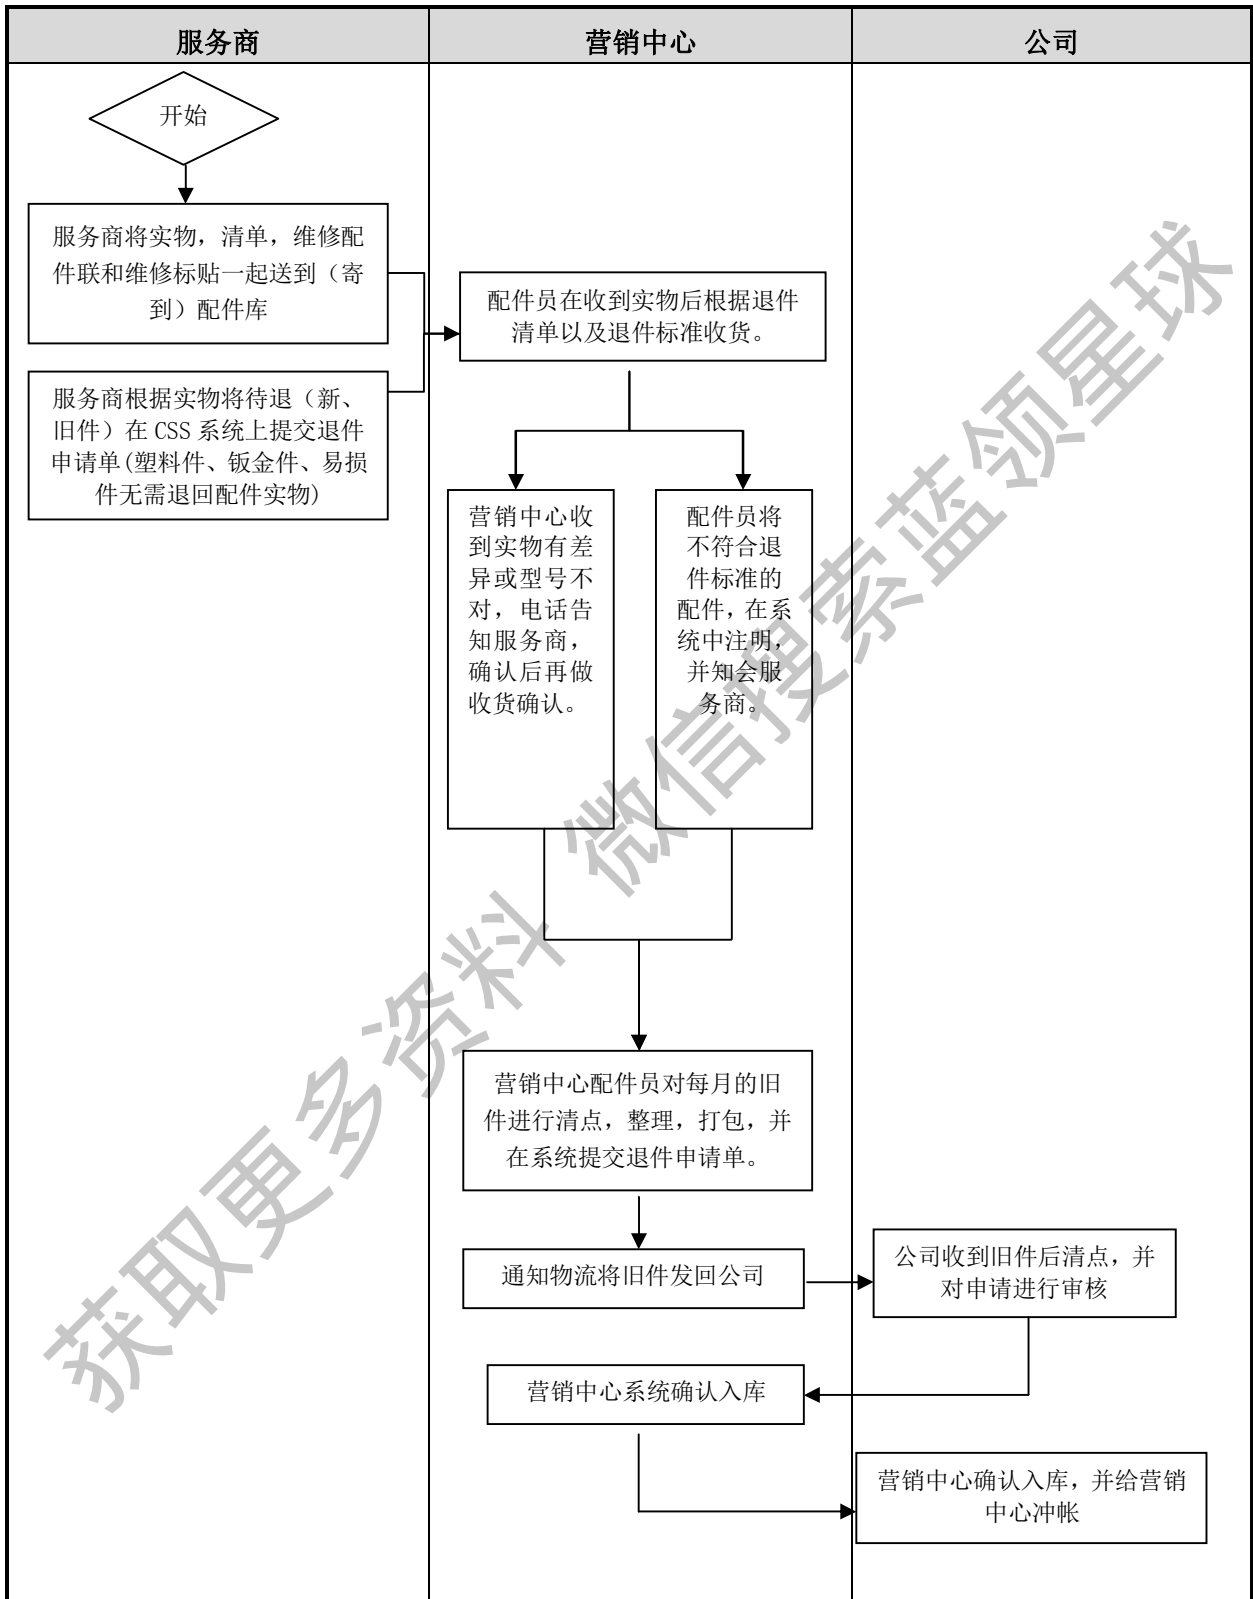 服务商
营销中心
公司
开始
服务商将实物，清单，维修配
件联和维修标贴一起送到（寄
到）配件库
服务商根据实物将待退（新、
旧件）在 CSS 系统上提交退件
申请单(塑料件、钣金件、易损
件无需退回配件实物)
配件员在收到实物后根据退件
清单以及退件标准收货。
营销中心收
到实物有差
异或型号不
对，电话告
知服务商，
确认后再做
收货确认。
配件员将
不符合退
件标准的
配件，在系
统中注明，
并知会服
务商。
营销中心配件员对每月的旧
件进行清点，整理，打包，并
在系统提交退件申请单。
通知物流将旧件发回公司
公司收到旧件后清点，并
对申请进行审核
营销中心系统确认入库
营销中心确认入库，并给营销
中心冲帐
获取更多资料 微信搜索蓝领星球